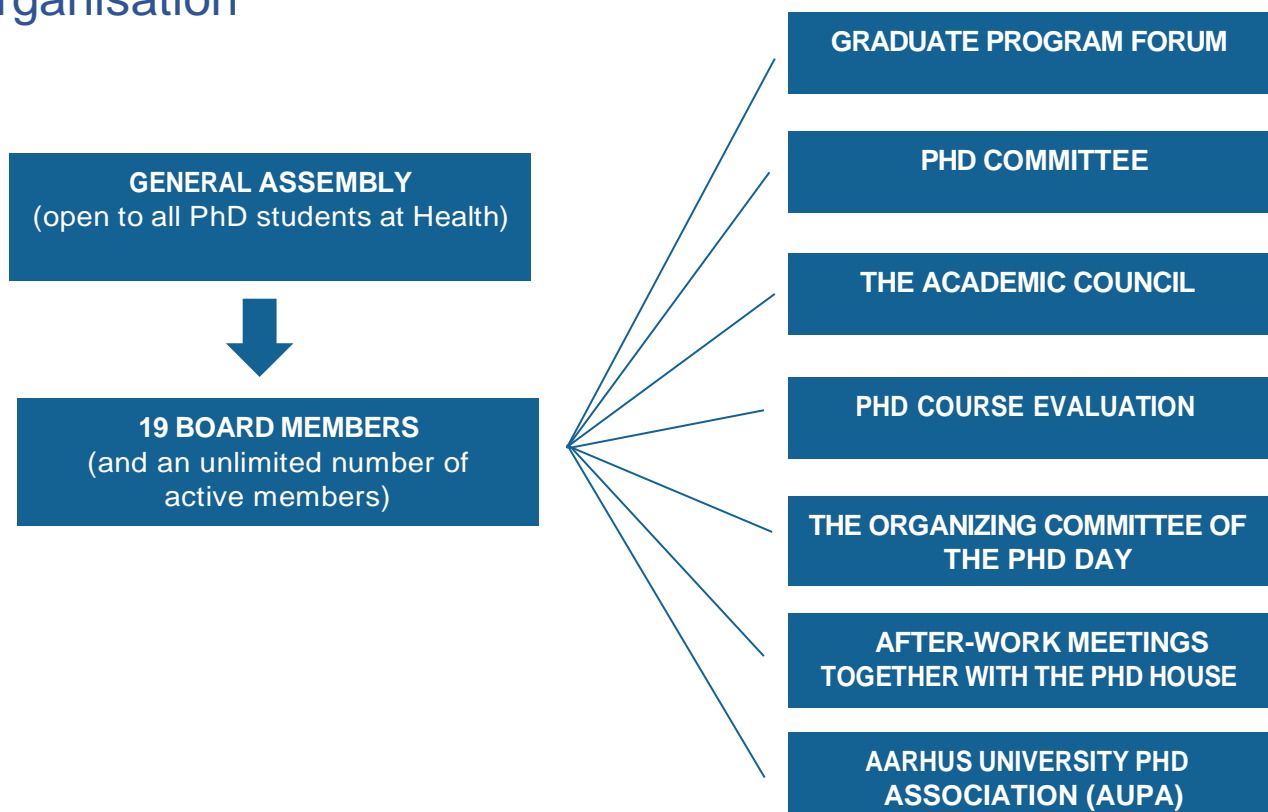 rganisation
GENERAL ASSEMBLY
(open to all PhD students at Health)
19 BOARD MEMBERS
(and an unlimited number of
active members)
GRADUATE PROGRAM FORUM
PHD COMMITTEE
THE ACADEMIC COUNCIL
PHD COURSE EVALUATION
THE ORGANIZING COMMITTEE OF
THE PHD DAY
AFTER-WORK MEETINGS
TOGETHER WITH THE PHD HOUSE
AARHUS UNIVERSITY PHD
ASSOCIATION (AUPA)